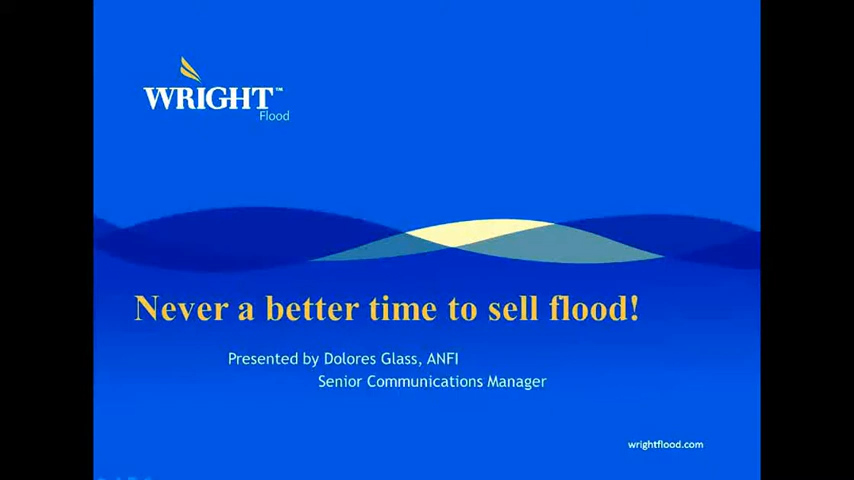 WRIGHT™
Flood
Never a better time to sell flood!
Presented by Dolores Glass, ANFI
Senior Communications Manager
wrightflood.com